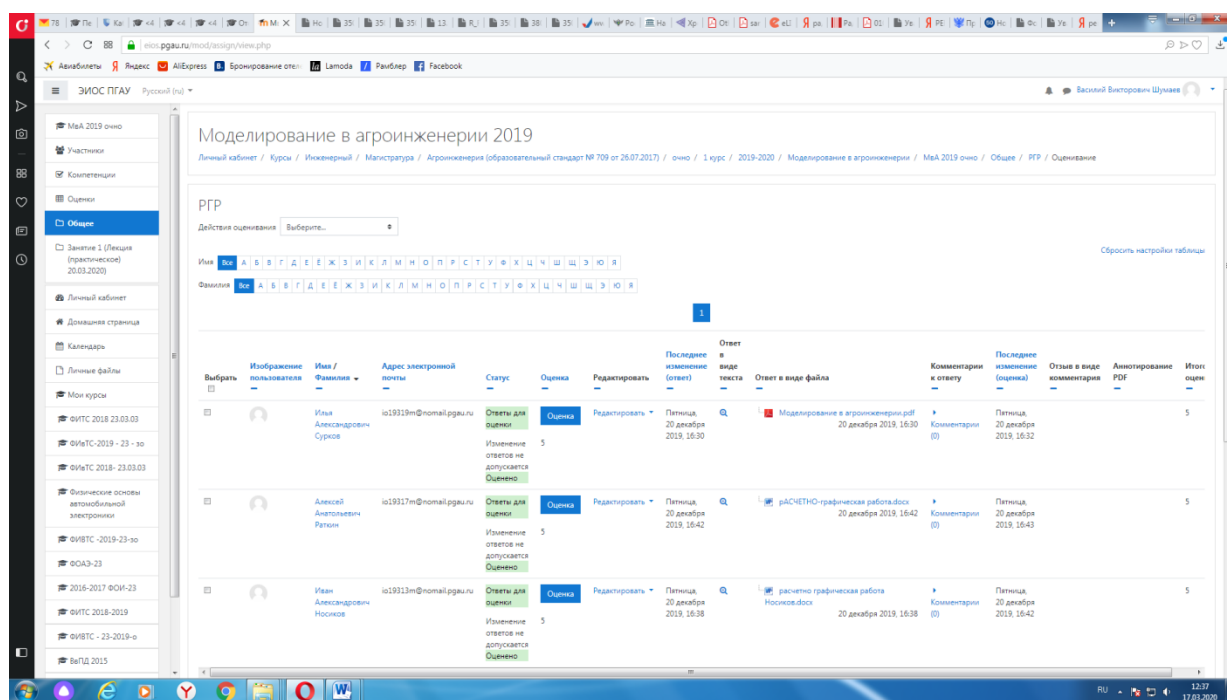 eios.pgau.ru/mod/assign/view.php
Авиабилеты Яндекс AliExpress Бронирование отел Lamoda Рамблер Facebook
ЭИОС ПГАУ Русский (ru)
Василий Викторович Шумаев
МвА 2019 очно
Участники
Компетенции
Оценки
Общее
Занятие 1 (Лекция
(практическое)
20.03.2020)
Личный кабинет
Домашняя страница
Календарь
Личные файлы
Мои курсы
ФИТС 2018 23.03.03
ФИвТС-2019 - 23 - зо
ФИвТС 2018- 23.03.03
Физические основы
автомобильной
электроники
ФИВТС -2019-23-зо
ФОАЭ-23
2016-2017 ФОИ-23
ФИТС 2018-2019
ФИВТС - 23-2019-о
ВвПД 2015
Моделирование в агроинженерии 2019
Личный кабинет / Курсы / Инженерный / Магистратура / Агроинженерия (образовательный стандарт № 709 от 26.07.2017) / очно / 1 курс / 2019-2020 / Моделирование в агроинженерии / МвА 2019 очно / Общее / РГР / Оценивание
РГР
Действия оценивания Выберите...
Сбросить настройки таблицы
Имя Все А Б В Г Д Е Ё Ж З И К Л М Н О П Р С Т У Ф Х Ц Ч Ш Щ Э Ю Я
Фамилия Все А Б В Г Д Е Ё Ж З И К Л М Н О П Р С Т У Ф Х Ц Ч Ш Щ Э Ю Я
1
Выбрать
Изображение
пользователя
Имя /
Фамилия
Адрес электронной
почты
Статус
Оценка
Редактировать
Последнее
изменение
(ответ)
Ответ
в
виде
текста
Ответ в виде файла
Комментарии
к ответу
Последнее
изменение
(оценка)
Отзыв в виде
комментария
Аннотирование
PDF
Итого
оцен
Илья
Александрович
Сурков
io19319m@nomail.pgau.ru
Ответы для
оценки
Изменение
ответов не
допускается
Оценено
Оценка
5
Редактировать
Пятница,
20 декабря
2019, 16:30
Моделирование в агроинженерии.pdf
20 декабря 2019, 16:30
Комментарии
(0)
Пятница,
20 декабря
2019, 16:32
5
Алексей
Анатольевич
Раткин
io19317m@nomail.pgau.ru
Ответы для
оценки
Изменение
ответов не
допускается
Оценено
Оценка
5
Редактировать
Пятница,
20 декабря
2019, 16:42
рАСЧЕТНО-графическая работа.docx
20 декабря 2019, 16:42
Комментарии
(0)
Пятница,
20 декабря
2019, 16:43
5
Иван
Александрович
Носиков
io19313m@nomail.pgau.ru
Ответы для
оценки
Изменение
ответов не
допускается
Оценено
Оценка
5
Редактировать
Пятница,
20 декабря
2019, 16:38
расчетно графическая работа
Носиков.docx
20 декабря 2019, 16:38
Комментарии
(0)
Пятница,
20 декабря
2019, 16:42
5
RU
12:37
17.03.2020